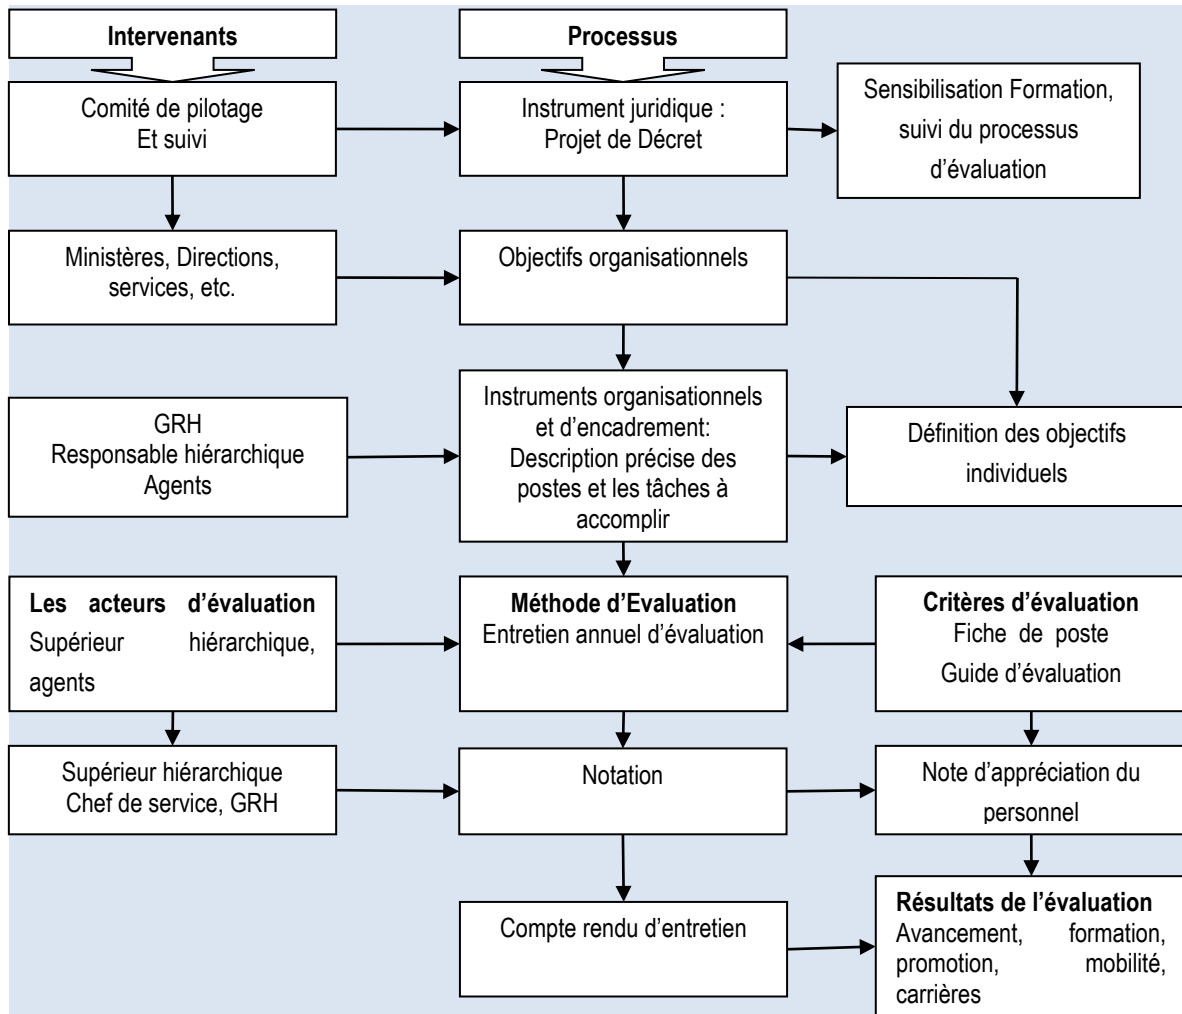 Intervenants
Processus
Comité de pilotage
Et suivi
Instrument juridique :
Projet de Décret
Sensibilisation Formation,
suivi du processus
d’évaluation
Ministères, Directions,
services, etc.
Objectifs organisationnels
GRH
Responsable hiérarchique
Agents
Instruments organisationnels
et d’encadrement:
Description précise des
postes et les tâches à
accomplir
Définition des objectifs
individuels
Les acteurs d’évaluation
Supérieur hiérarchique,
agents
Méthode d’Evaluation
Entretien annuel d’évaluation
Critères d’évaluation
Fiche de poste
Guide d’évaluation
Supérieur hiérarchique
Chef de service, GRH
Notation
Note d’appréciation du
personnel
Compte rendu d’entretien
Résultats de l’évaluation
Avancement, formation,
promotion, mobilité,
carrières